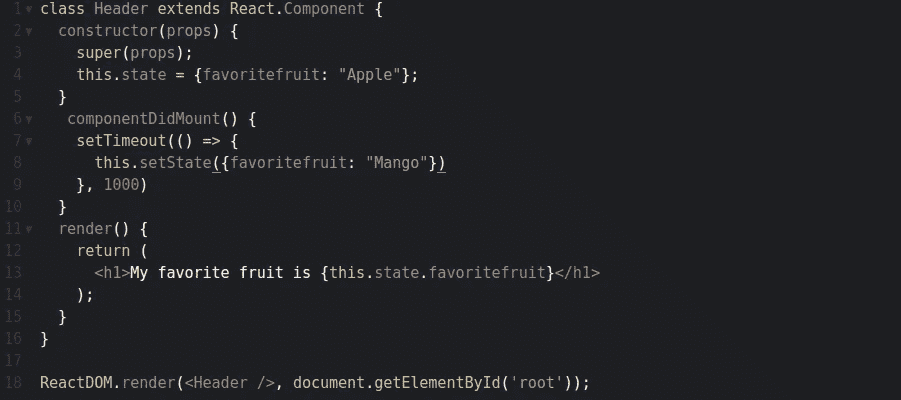 1 class Header extends React.Component {
2 constructor(props) {
3 super(props);
4 this.state = {favoritefruit: "Apple"};
5 }
6 componentDidMount() {
7 setTimeout(() => {
8 this.setState({favoritefruit: "Mango"})
9 }, 1000)
10 }
11 render() {
12 return (
13 <h1>My favorite fruit is {this.state.favoritefruit}</h1>
14 );
15 }
16 }
17
18 ReactDOM.render(<Header />, document.getElementById('root'));